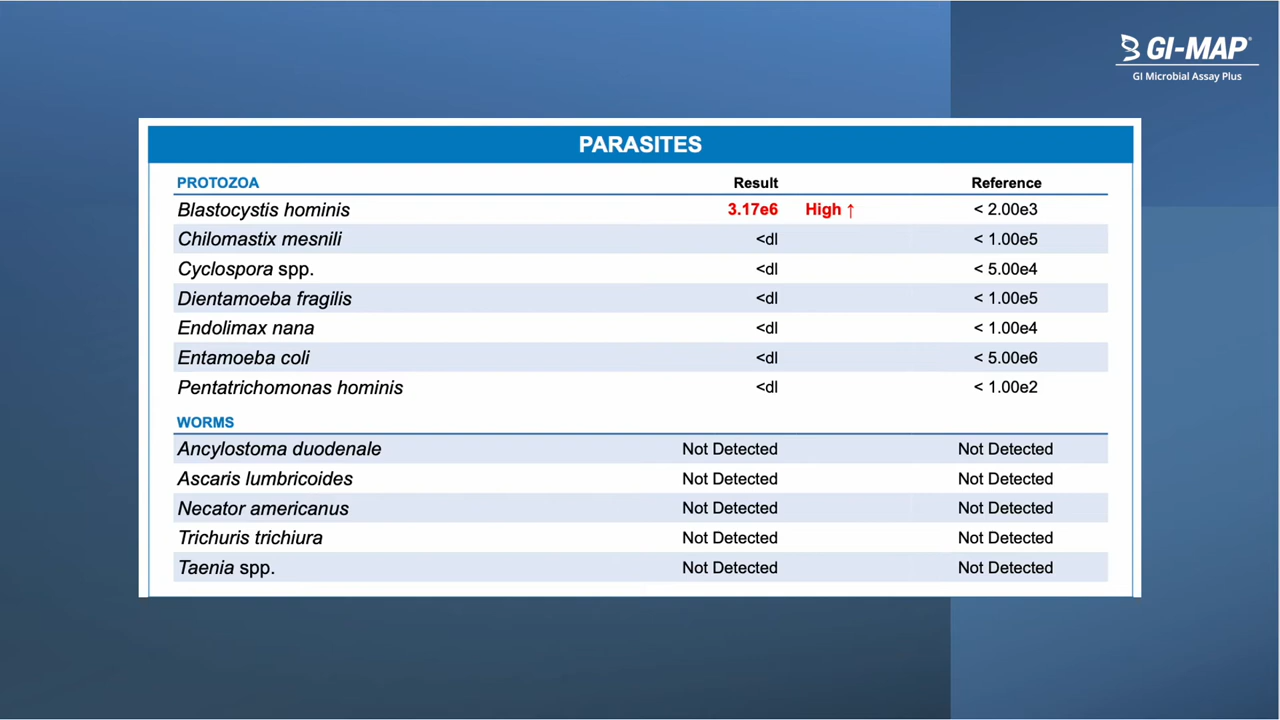 GI-MAP®
GI Microbial Assay Plus
PARASITES
PROTOZOA Result Reference
Blastocystis hominis 3.17e6 High ↑ < 2.00e3
Chilomastix mesnili <dl < 1.00e5
Cyclospora spp. <dl < 5.00e4
Dientamoeba fragilis <dl < 1.00e5
Endolimax nana <dl < 1.00e4
Entamoeba coli <dl < 5.00e6
Pentatrichomonas hominis <dl < 1.00e2
WORMS
Ancylostoma duodenale Not Detected Not Detected
Ascaris lumbricoides Not Detected Not Detected
Necator americanus Not Detected Not Detected
Trichuris trichiura Not Detected Not Detected
Taenia spp. Not Detected Not Detected